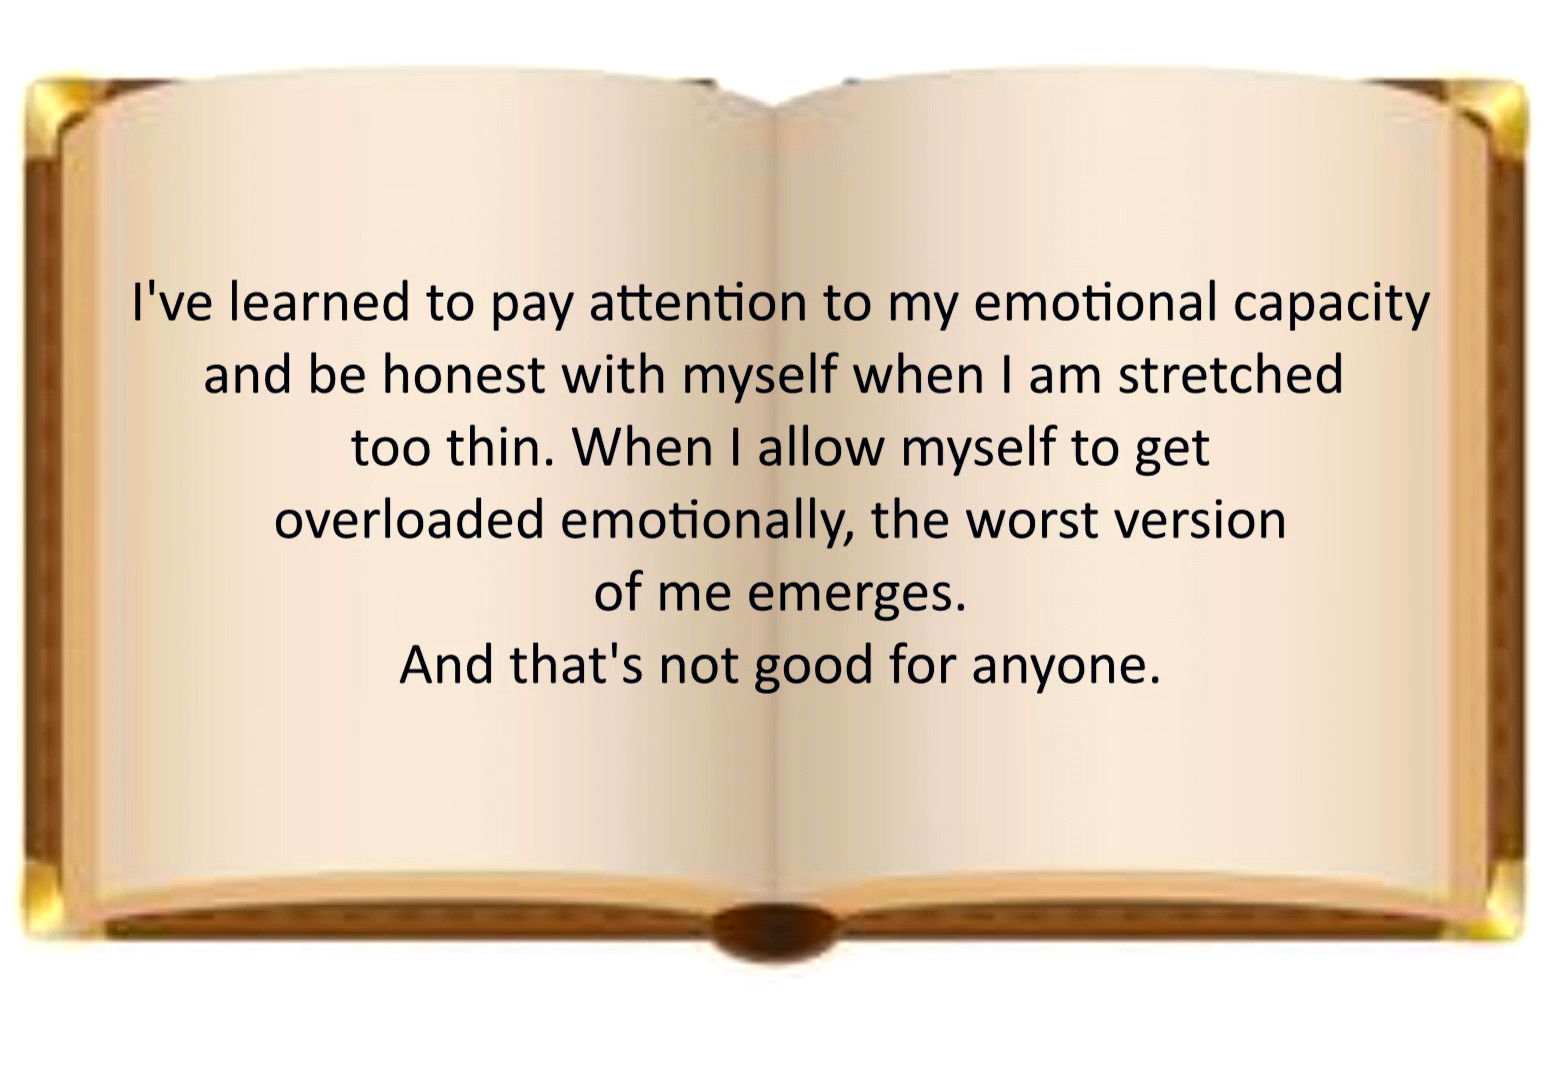 I've learned to pay attention to my emotional capacity
and be honest with myself when I am stretched
too thin. When I allow myself to get
overloaded emotionally, the worst version
of me emerges.
And that's not good for anyone.